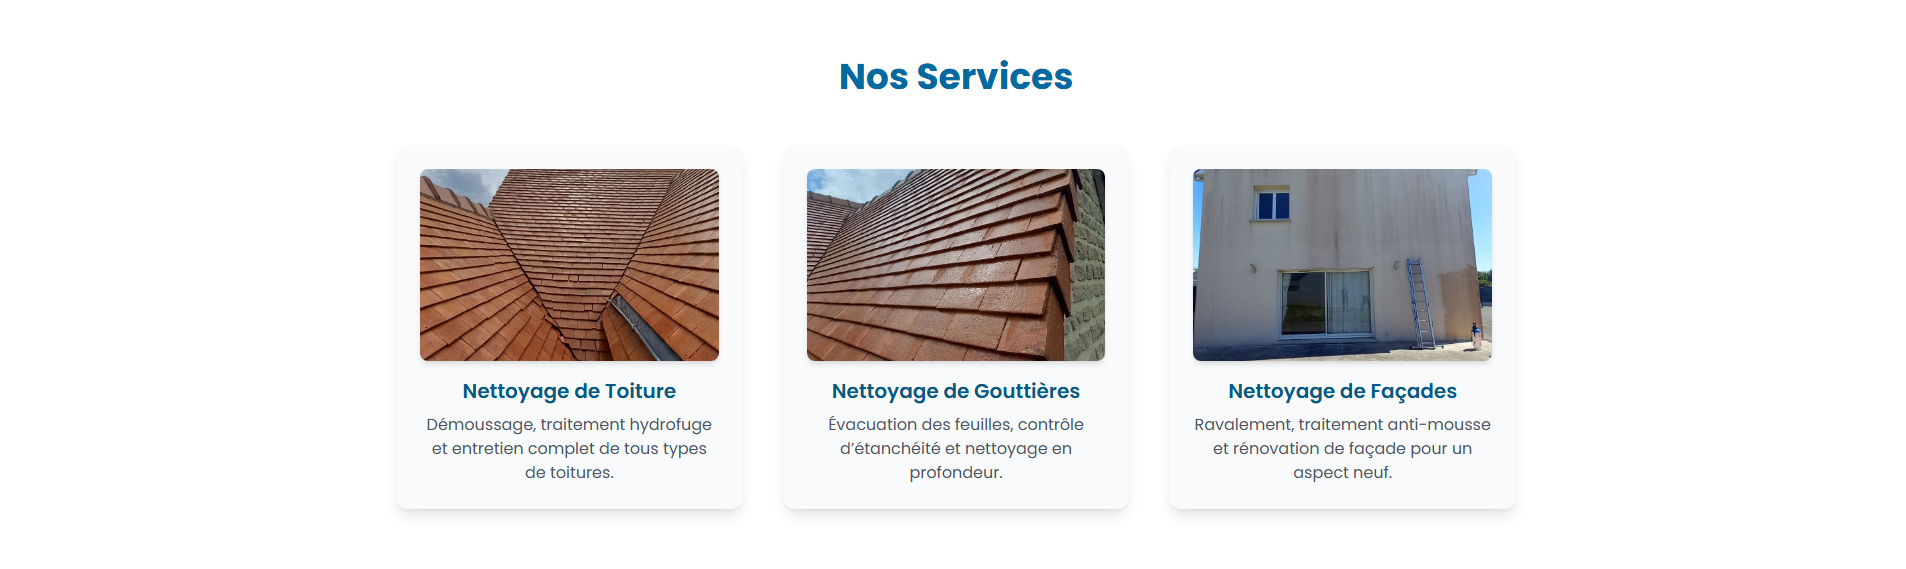 Nos Services
Nettoyage de Toiture
Démoussage, traitement hydrofuge
et entretien complet de tous types
de toitures.
Nettoyage de Gouttières
Évacuation des feuilles, contrôle
d’étanchéité et nettoyage en
profondeur.
Nettoyage de Façades
Ravalement, traitement anti-mousse
et rénovation de façade pour un
aspect neuf.